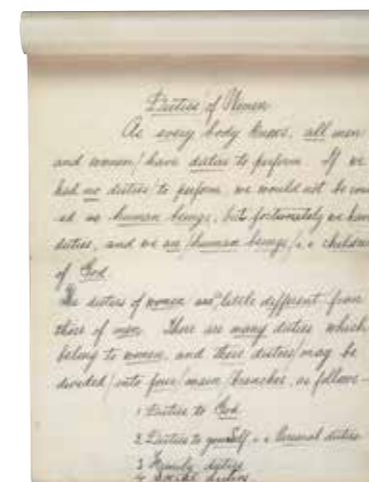 Duties of Women
As every body knows, all men
and women/ have duties to perform. If we
had no duties/ to perform, we would not be coun
ed as human beings, but fortunately we have
duties, and we are/ human beings/ i.e. children
of God.
The duties of women are little different from
those of men. There are many duties which
belong to women, and these duties/ may be
divided/ into four/ main branches, as follows—
1 Duties to God
2 Duties to yourself i.e. Personal duties
3 Family duties
4 Social duties